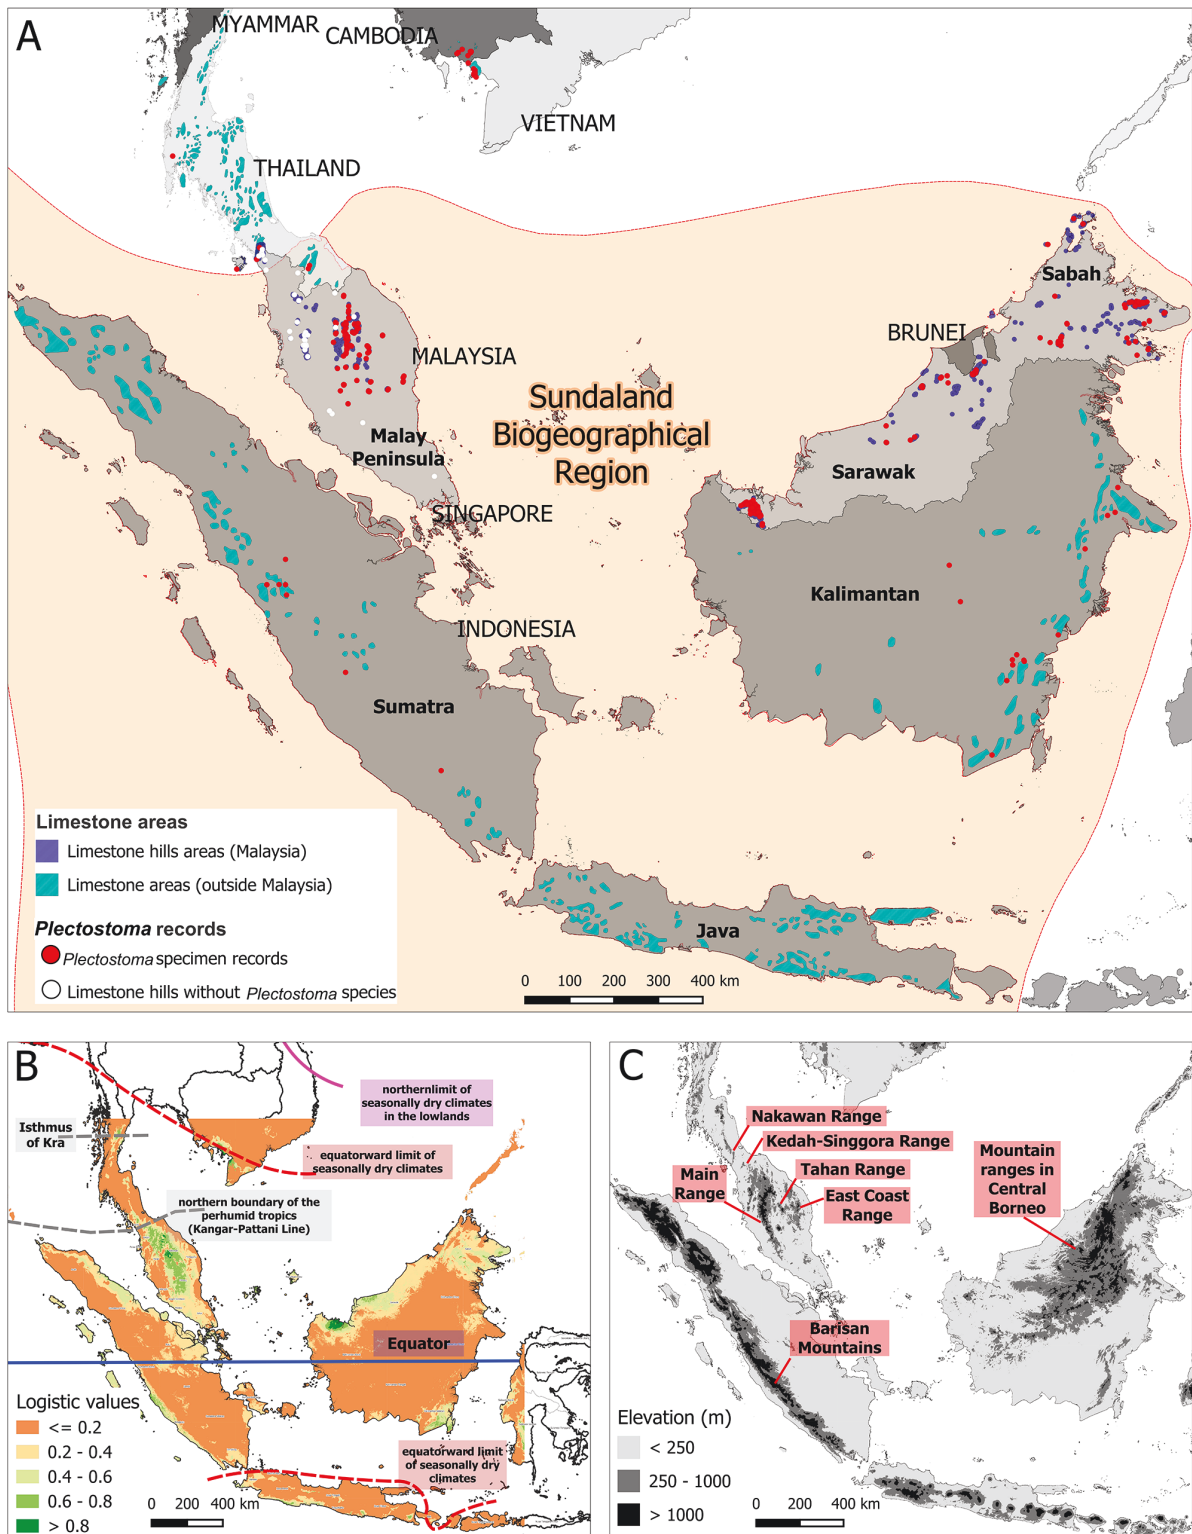 A
MYANMAR
CAMBODIA
VIETNAM
THAILAND
Sabah
BRUNEI
MALAYSIA
Sundaland
Biogeographical
Region
Malay
Peninsula
Sarawak
SINGAPORE
Kalimantan
INDONESIA
Sumatra
Java
Limestone areas
Limestone hills areas (Malaysia)
Limestone areas (outside Malaysia)
Plectostoma records
Plectostoma specimen records
Limestone hills without Plectostoma species
0 100 200 300 400 km
B
northernlimit of
seasonally dry climates
in the lowlands
Isthmus
of Kra
equatorward limit of
seasonally dry climates
northern boundary of the
perhumid tropics
(Kangar-Pattani Line)
Equator
Logistic values
<= 0.2
0.2 - 0.4
0.4 - 0.6
0.6 - 0.8
> 0.8
equatorward limit
of seasonally dry
climates
0 200 400 km
C
Nakawan Range
Kedah-Singgora Range
Main
Range
Tahan Range
East Coast
Range
Mountain
ranges in
Central
Borneo
Barisan
Mountains
Elevation (m)
< 250
250 - 1000
> 1000
0 200 400 km